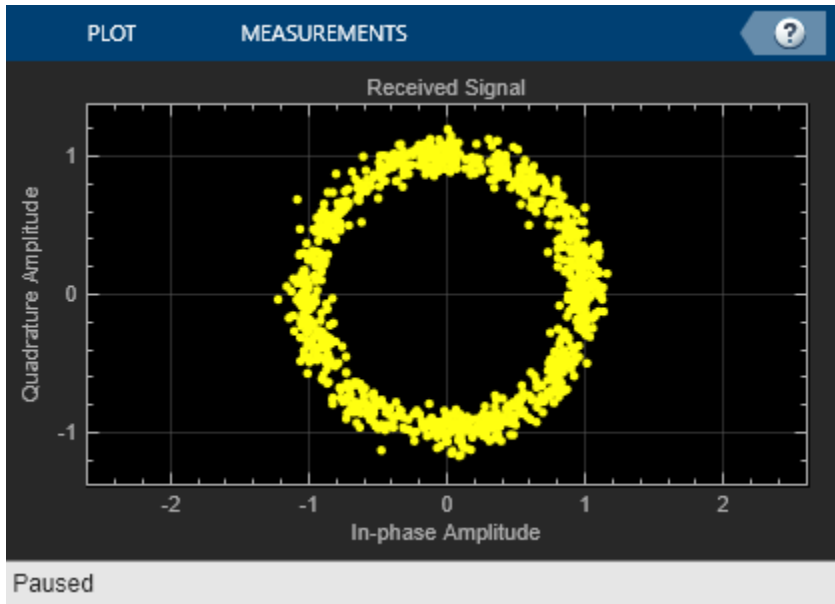 PLOT MEASUREMENTS ?
Received Signal
Quadrature Amplitude
1
0
-1
-2 -1 0 1 2
In-phase Amplitude
Paused